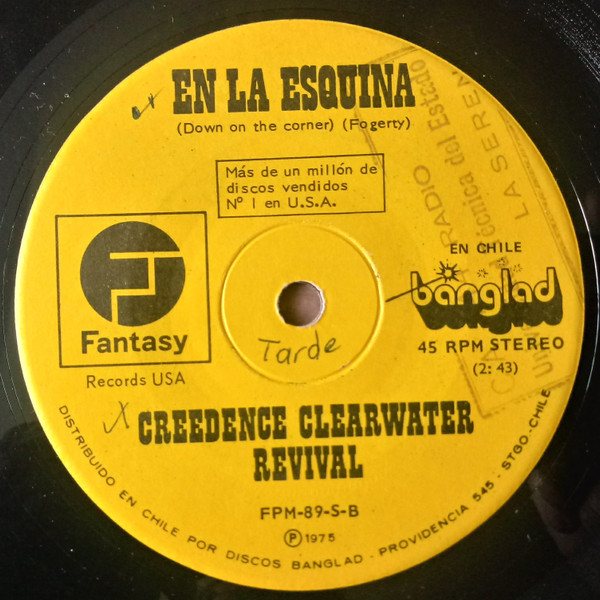 EN LA ESQUINA
(Down on the corner) (Fogerty)
Más de un millón de
discos vendidos
Nº 1 en U.S.A.
RADIO
Técnica del Estado
LA SEREN
Fantasy
Records USA
EN CHILE
banglad
45 RPM STEREO
(2: 43)
Tarde
CREEDENCE CLEARWATER
REVIVAL
FPM-89-S-B
Ⓟ 1975
DISTRIBUIDO EN CHILE POR DISCOS BANGLAD - PROVIDENCIA 545 - STGO.-CHILE